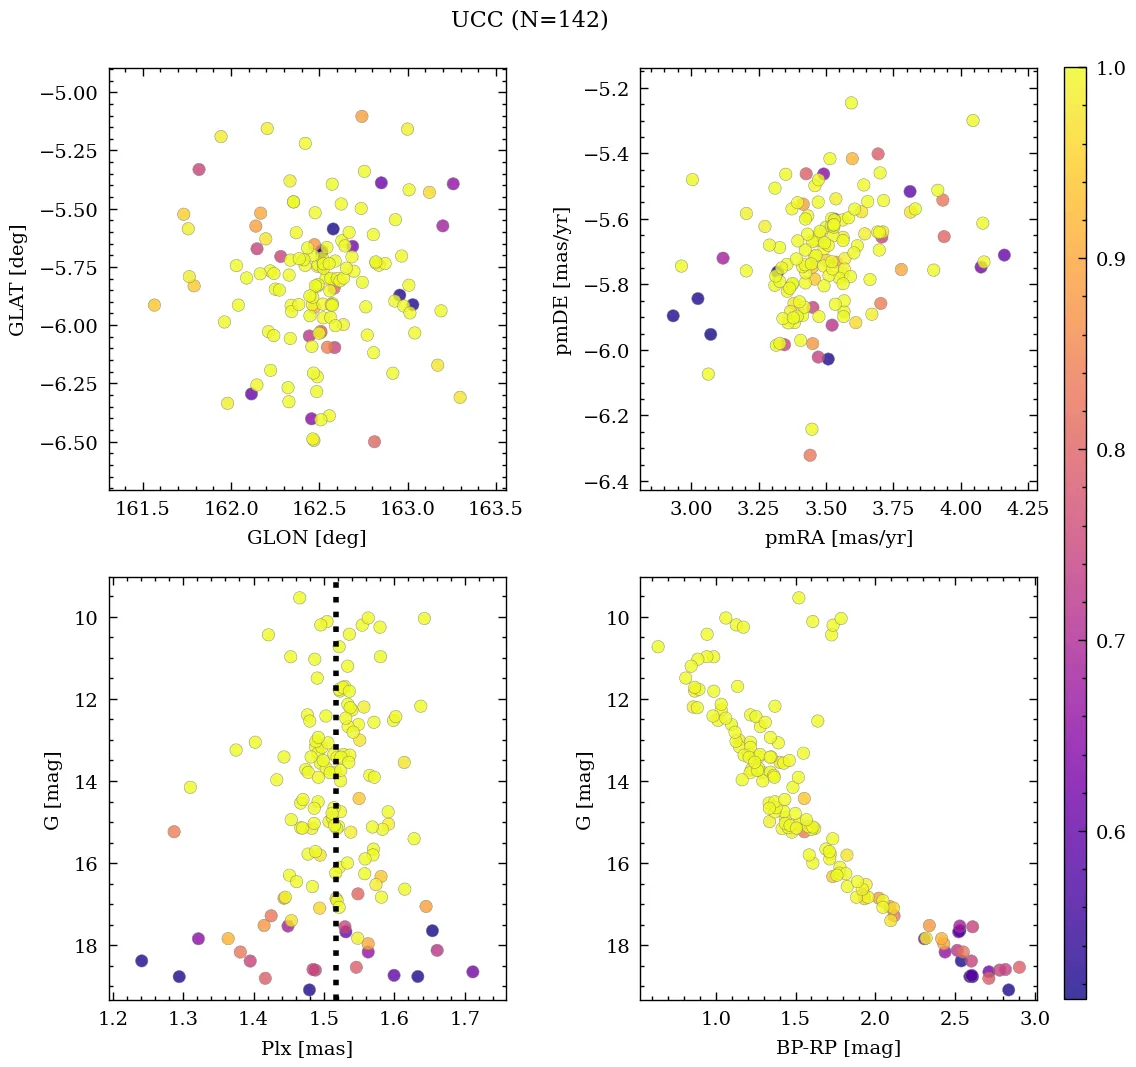 UCC (N=142)
−5.00
−5.25
−5.50
−5.75
−6.00
−6.25
−6.50
GLAT [deg]
161.5 162.0 162.5 163.0 163.5
GLON [deg]
−5.2
−5.4
−5.6
−5.8
−6.0
−6.2
−6.4
pmDE [mas/yr]
3.00 3.25 3.50 3.75 4.00 4.25
pmRA [mas/yr]
1.0
0.9
0.8
0.7
0.6
10
12
14
16
18
G [mag]
1.2 1.3 1.4 1.5 1.6 1.7
Plx [mas]
10
12
14
16
18
G [mag]
1.0 1.5 2.0 2.5 3.0
BP-RP [mag]